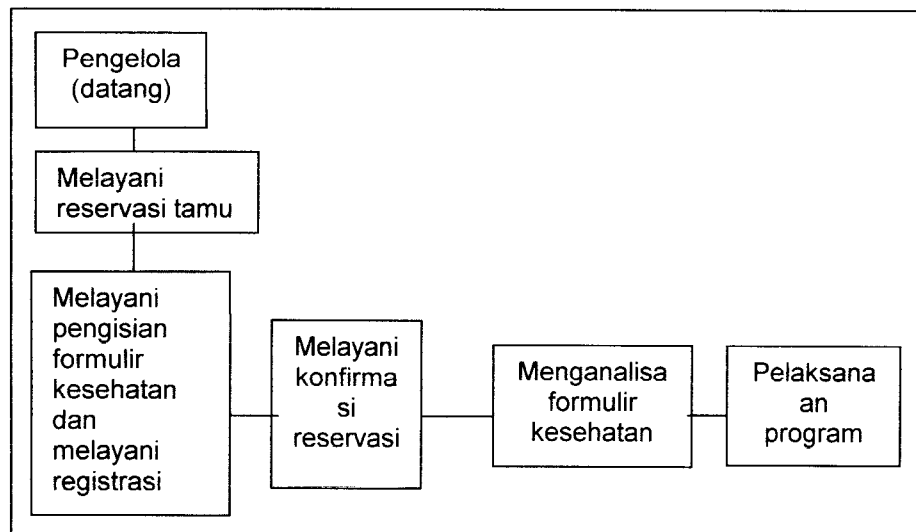 Pengelola
(datang)
Melayani
reservasi tamu
Melayani
pengisian
formulir
kesehatan
dan
melayani
registrasi
Melayani
konfirma
si
reservasi
Menganalisa
formulir
kesehatan
Pelaksana
an
program